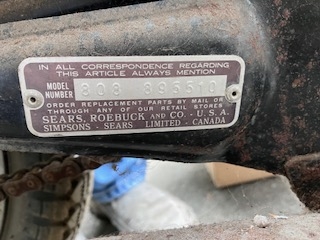 IN ALL CORRESPONDENCE REGARDING
THIS ARTICLE ALWAYS MENTION
MODEL NUMBER 808 895510
ORDER REPLACEMENT PARTS BY MAIL OR
THROUGH ANY OF OUR RETAIL STORES
SEARS, ROEBUCK AND CO. - U.S.A.
SIMPSONS - SEARS LIMITED - CANADA